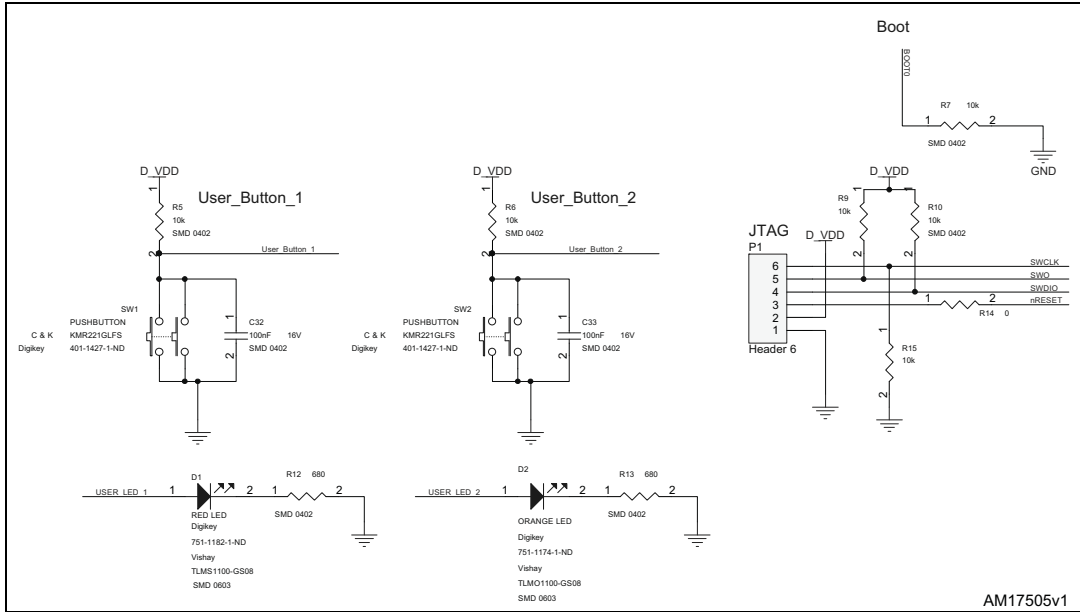 Boot
BOOT0
R7 10k
1 2
SMD 0402
GND
D_VDD
User_Button_1
1
R5
10k
SMD 0402
2
User_Button_1
SW1
PUSHBUTTON
C & K KMR221GLFS
Digikey 401-1427-1-ND
1
C32
100nF 16V
2
SMD 0402
D_VDD
User_Button_2
1
R6
10k
SMD 0402
2
User_Button_2
SW2
PUSHBUTTON
C & K KMR221GLFS
Digikey 401-1427-1-ND
1
C33
100nF 16V
2
SMD 0402
D_VDD
1 1
R9 R10
10k 10k
SMD 0402
2 2
JTAG
P1
D_VDD
6 SWCLK
5 SWO
4 SWDIO
3 1 2 nRESET
R14 0
2
1
Header 6
1
R15
10k
2
USER_LED_1
D1
1 2
RED LED
Digikey
751-1182-1-ND
Vishay
TLMS1100-GS08
SMD 0603
R12 680
1 2
SMD 0402
USER_LED_2
D2
1 2
ORANGE LED
Digikey
751-1174-1-ND
Vishay
TLMO1100-GS08
SMD 0603
R13 680
1 2
SMD 0402
AM17505v1